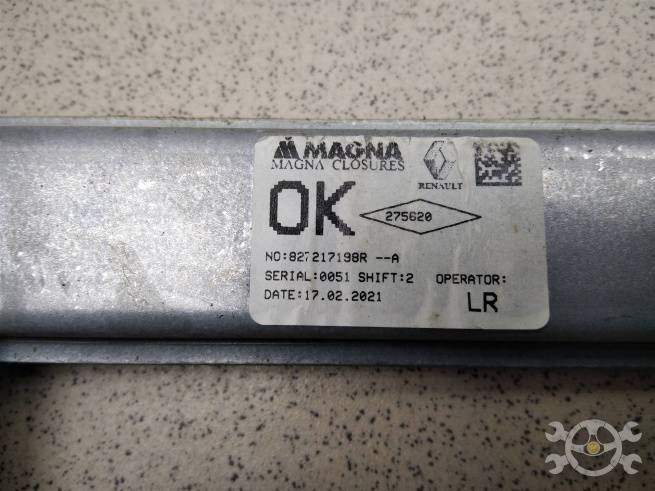 MAGNA
MAGNA CLOSURES
RENAULT
OK
275620
NO:827217198R --A
SERIAL:0051 SHIFT:2 OPERATOR:
DATE:17.02.2021 LR